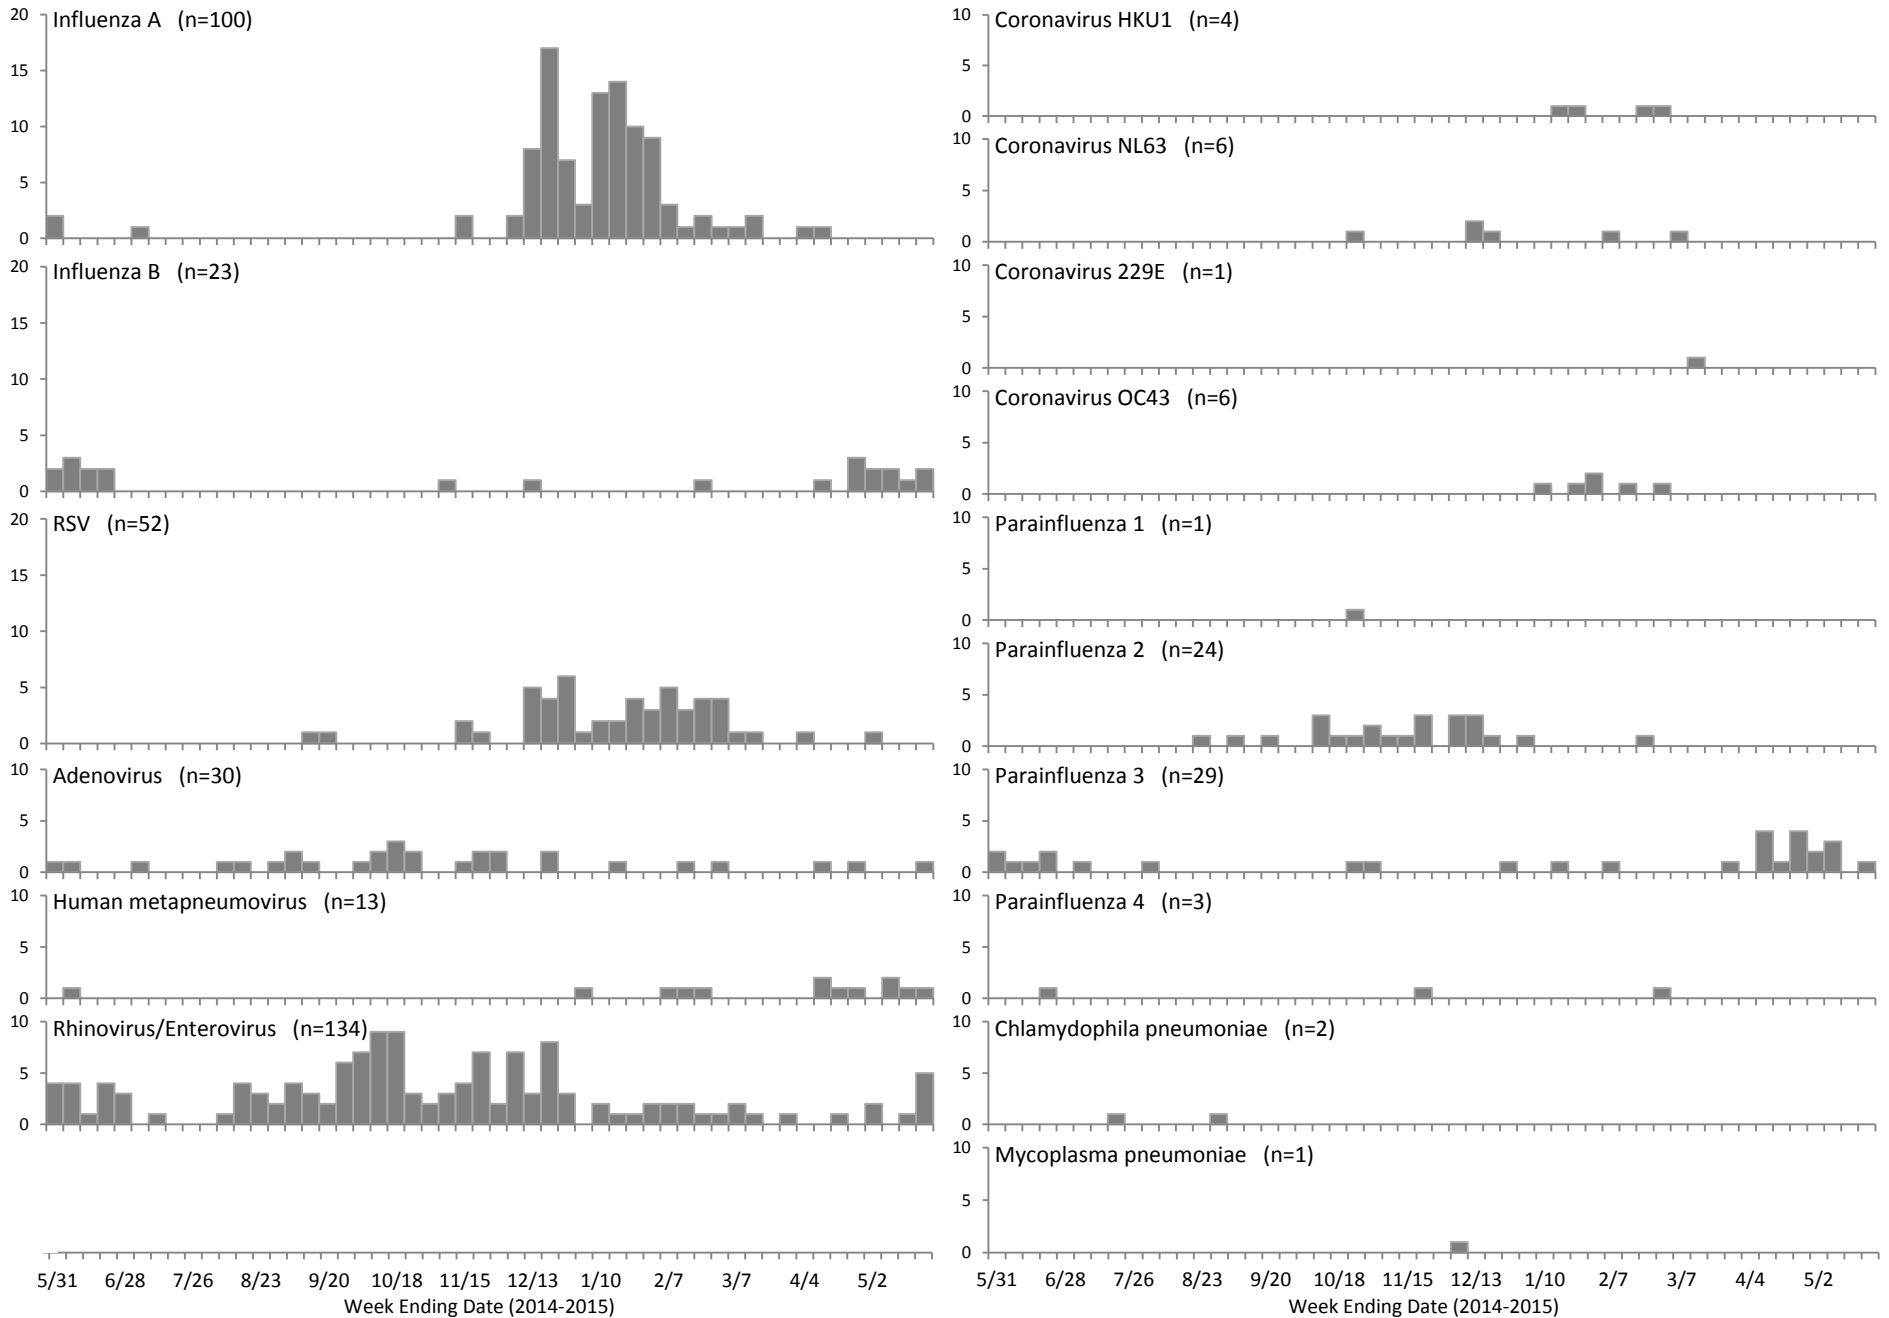 Influenza A (n=100)
20
15
10
5
0
Influenza B (n=23)
20
15
10
5
0
RSV (n=52)
20
15
10
5
0
Adenovirus (n=30)
10
5
0
Human metapneumovirus (n=13)
10
5
0
Rhinovirus/Enterovirus (n=134)
10
5
0
5/31 6/28 7/26 8/23 9/20 10/18 11/15 12/13 1/10 2/7 3/7 4/4 5/2
Week Ending Date (2014-2015)
Coronavirus HKU1 (n=4)
10
5
0
Coronavirus NL63 (n=6)
10
5
0
Coronavirus 229E (n=1)
10
5
0
Coronavirus OC43 (n=6)
10
5
0
Parainfluenza 1 (n=1)
10
5
0
Parainfluenza 2 (n=24)
10
5
0
Parainfluenza 3 (n=29)
10
5
0
Parainfluenza 4 (n=3)
10
5
0
Chlamydophila pneumoniae (n=2)
10
5
0
Mycoplasma pneumoniae (n=1)
10
5
0
5/31 6/28 7/26 8/23 9/20 10/18 11/15 12/13 1/10 2/7 3/7 4/4 5/2
Week Ending Date (2014-2015)